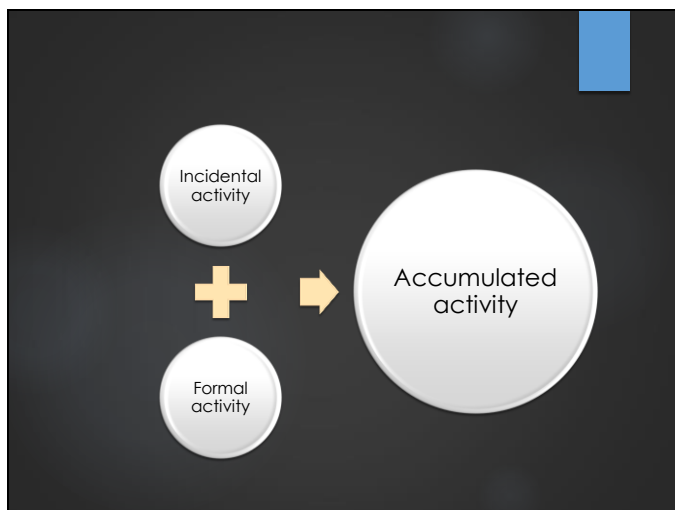 Incidental
activity
Formal
activity
Accumulated
activity